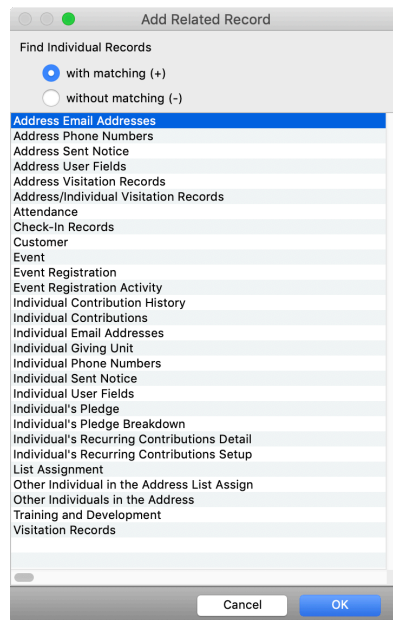 Add Related Record
Find Individual Records
with matching (+)
without matching (-)
Address Email Addresses
Address Phone Numbers
Address Sent Notice
Address User Fields
Address Visitation Records
Address/Individual Visitation Records
Attendance
Check-In Records
Customer
Event
Event Registration
Event Registration Activity
Individual Contribution History
Individual Contributions
Individual Email Addresses
Individual Giving Unit
Individual Phone Numbers
Individual Sent Notice
Individual User Fields
Individual's Pledge
Individual's Pledge Breakdown
Individual's Recurring Contributions Detail
Individual's Recurring Contributions Setup
List Assignment
Other Individual in the Address List Assign
Other Individuals in the Address
Training and Development
Visitation Records
Cancel OK